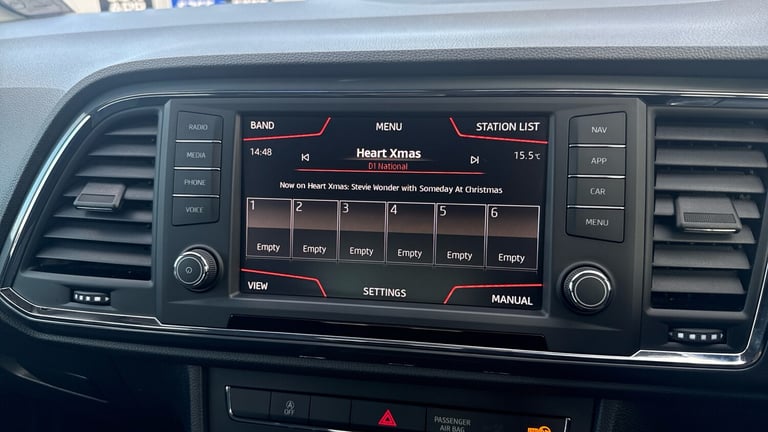 RADIO
MEDIA
PHONE
VOICE
BAND MENU STATION LIST
14:48 Heart Xmas 15.5°C
D1 National
Now on Heart Xmas: Stevie Wonder with Someday At Christmas
1 2 3 4 5 6
Empty Empty Empty Empty Empty Empty
VIEW SETTINGS MANUAL
NAV
APP
CAR
MENU
A
OFF
PASSENGER
AIR BAG